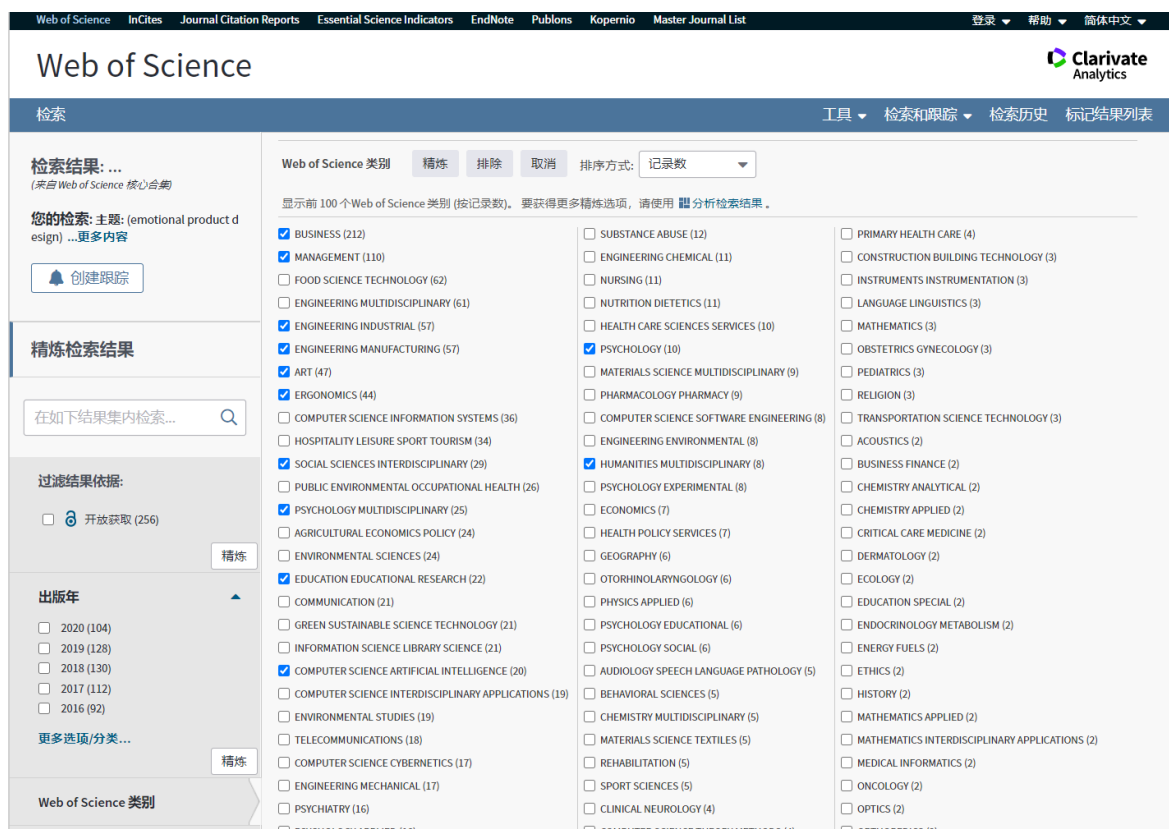 Web of Science InCites Journal Citation Reports Essential Science Indicators EndNote Publons Kopernio Master Journal List 登录 帮助 简体中文
Web of Science
Clarivate
Analytics
检索 工具 检索和跟踪 检索历史 标记结果列表
检索结果: ...
(来自 Web of Science 核心合集)
您的检索: 主题: (emotional product d
esign) ...更多内容
创建跟踪
精炼检索结果
在如下结果集内检索...
过滤结果依据:
开放获取 (256)
精炼
出版年
2020 (104)
2019 (128)
2018 (130)
2017 (112)
2016 (92)
更多选项/分类...
精炼
Web of Science 类别
Web of Science 类别 精炼 排除 取消 排序方式: 记录数
显示前 100 个Web of Science 类别 (按记录数)。 要获得更多精炼选项，请使用 分析检索结果 。
BUSINESS (212)
MANAGEMENT (110)
FOOD SCIENCE TECHNOLOGY (62)
ENGINEERING MULTIDISCIPLINARY (61)
ENGINEERING INDUSTRIAL (57)
ENGINEERING MANUFACTURING (57)
ART (47)
ERGONOMICS (44)
COMPUTER SCIENCE INFORMATION SYSTEMS (36)
HOSPITALITY LEISURE SPORT TOURISM (34)
SOCIAL SCIENCES INTERDISCIPLINARY (29)
PUBLIC ENVIRONMENTAL OCCUPATIONAL HEALTH (26)
PSYCHOLOGY MULTIDISCIPLINARY (25)
AGRICULTURAL ECONOMICS POLICY (24)
ENVIRONMENTAL SCIENCES (24)
EDUCATION EDUCATIONAL RESEARCH (22)
COMMUNICATION (21)
GREEN SUSTAINABLE SCIENCE TECHNOLOGY (21)
INFORMATION SCIENCE LIBRARY SCIENCE (21)
COMPUTER SCIENCE ARTIFICIAL INTELLIGENCE (20)
COMPUTER SCIENCE INTERDISCIPLINARY APPLICATIONS (19)
ENVIRONMENTAL STUDIES (19)
TELECOMMUNICATIONS (18)
COMPUTER SCIENCE CYBERNETICS (17)
ENGINEERING MECHANICAL (17)
PSYCHIATRY (16)
SUBSTANCE ABUSE (12)
ENGINEERING CHEMICAL (11)
NURSING (11)
NUTRITION DIETETICS (11)
HEALTH CARE SCIENCES SERVICES (10)
PSYCHOLOGY (10)
MATERIALS SCIENCE MULTIDISCIPLINARY (9)
PHARMACOLOGY PHARMACY (9)
COMPUTER SCIENCE SOFTWARE ENGINEERING (8)
ENGINEERING ENVIRONMENTAL (8)
HUMANITIES MULTIDISCIPLINARY (8)
PSYCHOLOGY EXPERIMENTAL (8)
ECONOMICS (7)
HEALTH POLICY SERVICES (7)
GEOGRAPHY (6)
OTORHINOLARYNGOLOGY (6)
PHYSICS APPLIED (6)
PSYCHOLOGY EDUCATIONAL (6)
PSYCHOLOGY SOCIAL (6)
AUDIOLOGY SPEECH LANGUAGE PATHOLOGY (5)
BEHAVIORAL SCIENCES (5)
CHEMISTRY MULTIDISCIPLINARY (5)
MATERIALS SCIENCE TEXTILES (5)
REHABILITATION (5)
SPORT SCIENCES (5)
CLINICAL NEUROLOGY (4)
PRIMARY HEALTH CARE (4)
CONSTRUCTION BUILDING TECHNOLOGY (3)
INSTRUMENTS INSTRUMENTATION (3)
LANGUAGE LINGUISTICS (3)
MATHEMATICS (3)
OBSTETRICS GYNECOLOGY (3)
PEDIATRICS (3)
RELIGION (3)
TRANSPORTATION SCIENCE TECHNOLOGY (3)
ACOUSTICS (2)
BUSINESS FINANCE (2)
CHEMISTRY ANALYTICAL (2)
CHEMISTRY APPLIED (2)
CRITICAL CARE MEDICINE (2)
DERMATOLOGY (2)
ECOLOGY (2)
EDUCATION SPECIAL (2)
ENDOCRINOLOGY METABOLISM (2)
ENERGY FUELS (2)
ETHICS (2)
HISTORY (2)
MATHEMATICS APPLIED (2)
MATHEMATICS INTERDISCIPLINARY APPLICATIONS (2)
MEDICAL INFORMATICS (2)
ONCOLOGY (2)
OPTICS (2)